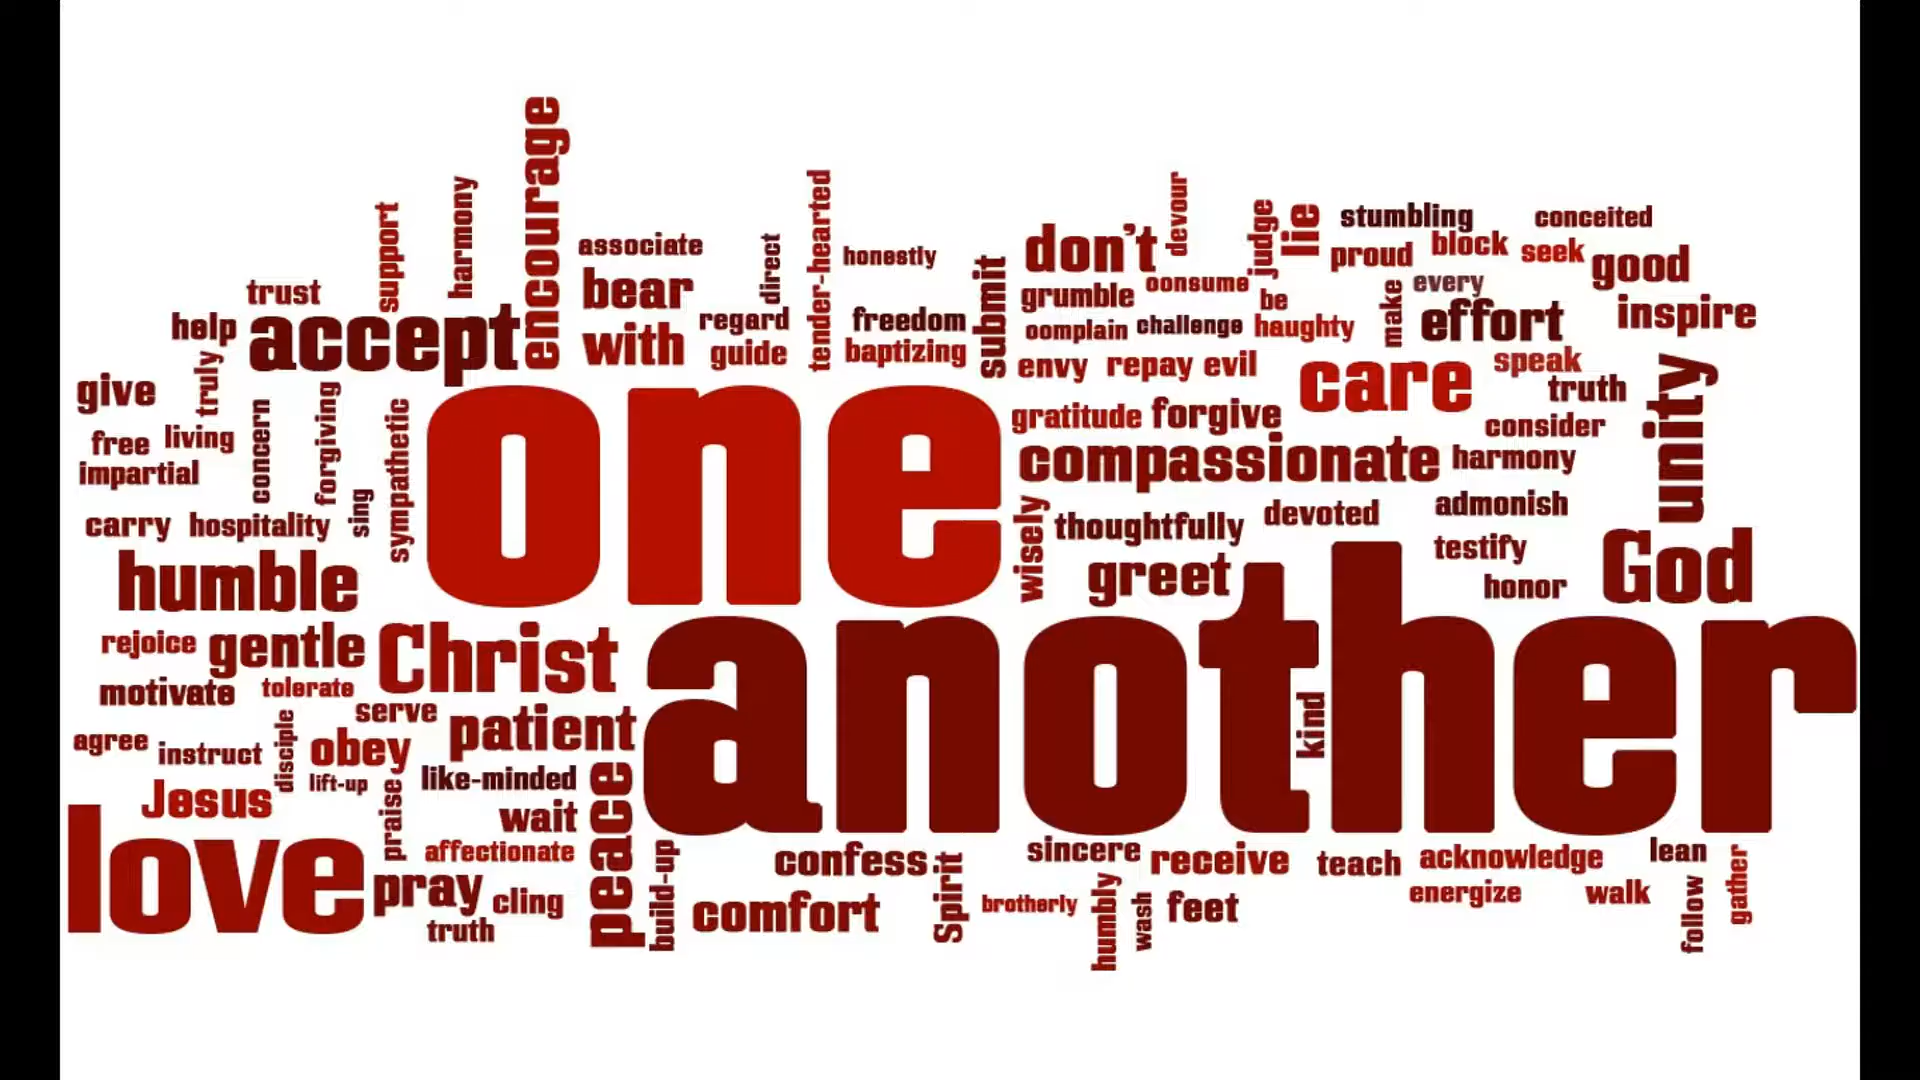 encourage
support
harmony
associate
direct
tender-hearted
honestly
submit
don't
devour
judge
lie
stumbling
conceited
proud
block
seek
good
trust
help
accept
bear
with
regard
guide
freedom
baptizing
grumble
consume
be
haughty
make
every
effort
inspire
complain
challenge
envy
repay evil
care
speak
truth
unity
give
truly
free
living
impartial
concern
forgiving
sympathetic
one
gratitude
forgive
consider
compassionate
harmony
carry
hospitality
sing
wisely
thoughtfully
devoted
admonish
testify
humble
greet
honor
God
rejoice
gentle
Christ
another
motivate
tolerate
serve
patient
kind
agree
instruct
disciple
obey
lift-up
like-minded
Jesus
praise
wait
peace
love
affectionate
pray
cling
truth
build-up
confess
comfort
Spirit
sincere
receive
teach
acknowledge
lean
brotherly
humbly
wash
feet
energize
walk
follow
gather